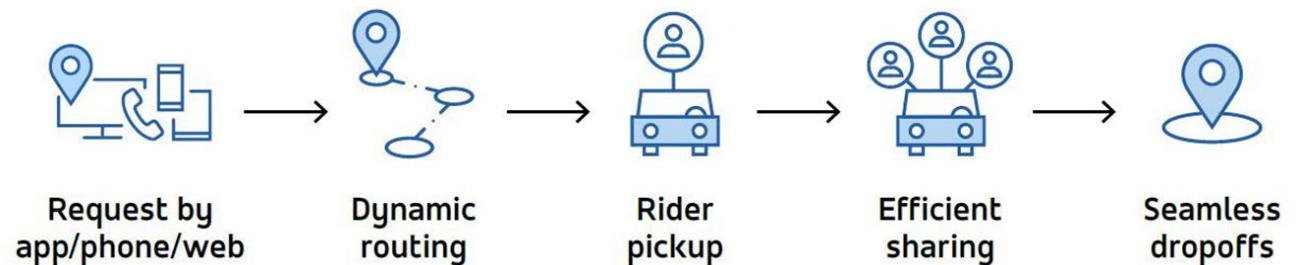 Request by
app/phone/web
Dynamic
routing
Rider
pickup
Efficient
sharing
Seamless
dropoffs